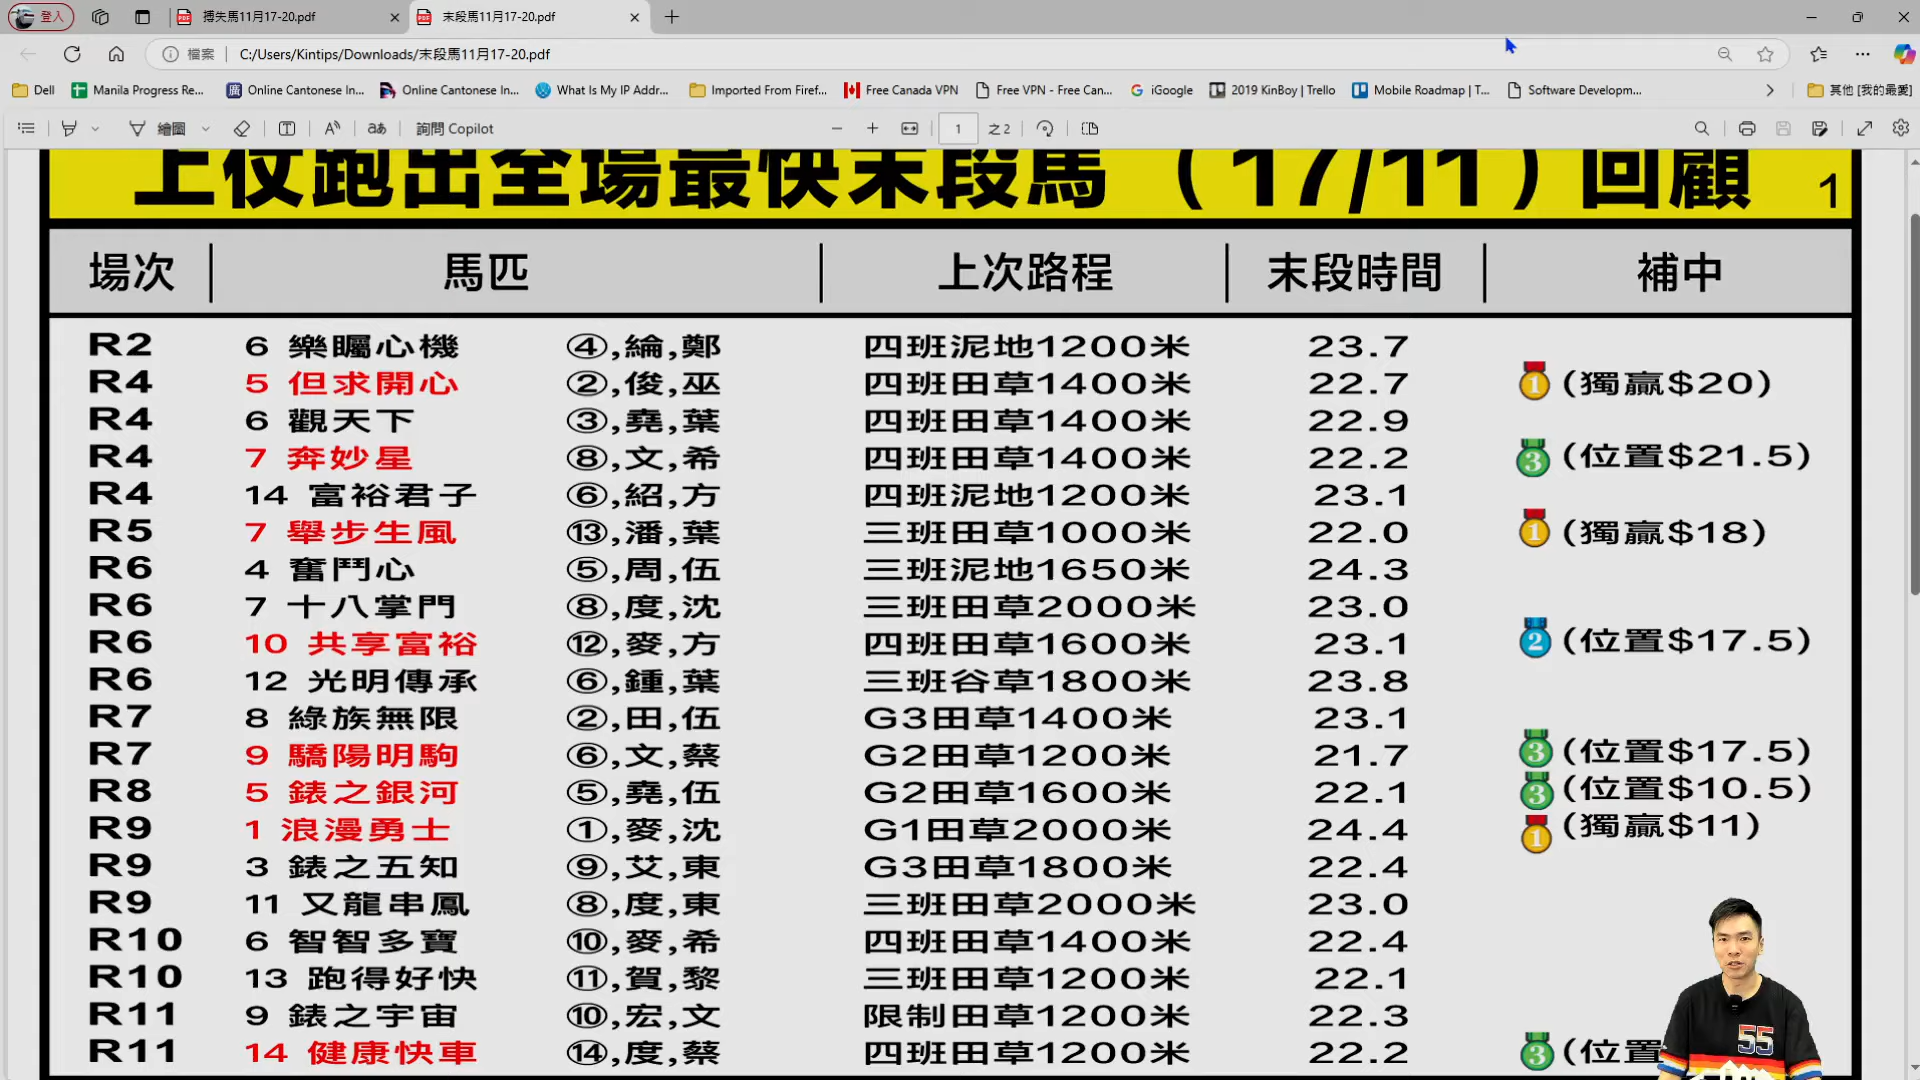 登入
搏失馬11月17-20.pdf
末段馬11月17-20.pdf
檔案
C:/Users/Kintips/Downloads/末段馬11月17-20.pdf
Dell
Manila Progress Re...
Online Cantonese In...
Online Cantonese In...
What Is My IP Addr...
Imported From Firef...
Free Canada VPN
Free VPN - Free Can...
iGoogle
2019 KinBoy | Trello
Mobile Roadmap | T...
Software Developm...
其他 [我的最愛]
繪圖
aあ
詢問 Copilot
1
之 2
上仗跑出全場最快末段馬（17/11）回顧 1
場次 馬匹 上次路程 末段時間 補中
R2 6 樂矚心機 ④,綸,鄭 四班泥地1200米 23.7
R4 5 但求開心 ②,俊,巫 四班田草1400米 22.7 1 (獨贏$20)
R4 6 觀天下 ③,堯,葉 四班田草1400米 22.9
R4 7 奔妙星 ⑧,文,希 四班田草1400米 22.2 3 (位置$21.5)
R4 14 富裕君子 ⑥,紹,方 四班泥地1200米 23.1
R5 7 舉步生風 ⑬,潘,葉 三班田草1000米 22.0 1 (獨贏$18)
R6 4 奮鬥心 ⑤,周,伍 三班泥地1650米 24.3
R6 7 十八掌門 ⑧,度,沈 三班田草2000米 23.0
R6 10 共享富裕 ⑫,麥,方 四班田草1600米 23.1 2 (位置$17.5)
R6 12 光明傳承 ⑥,鍾,葉 三班谷草1800米 23.8
R7 8 綠族無限 ②,田,伍 G3田草1400米 23.1
R7 9 驕陽明駒 ⑥,文,蔡 G2田草1200米 21.7 3 (位置$17.5)
R8 5 錶之銀河 ⑤,堯,伍 G2田草1600米 22.1 3 (位置$10.5)
R9 1 浪漫勇士 ①,麥,沈 G1田草2000米 24.4 1 (獨贏$11)
R9 3 錶之五知 ⑨,艾,東 G3田草1800米 22.4
R9 11 又龍串鳳 ⑧,度,東 三班田草2000米 23.0
R10 6 智智多寶 ⑩,麥,希 四班田草1400米 22.4
R10 13 跑得好快 ⑪,賀,黎 三班田草1200米 22.1
R11 9 錶之宇宙 ⑩,宏,文 限制田草1200米 22.3
R11 14 健康快車 ⑭,度,蔡 四班田草1200米 22.2 3 (位置
55